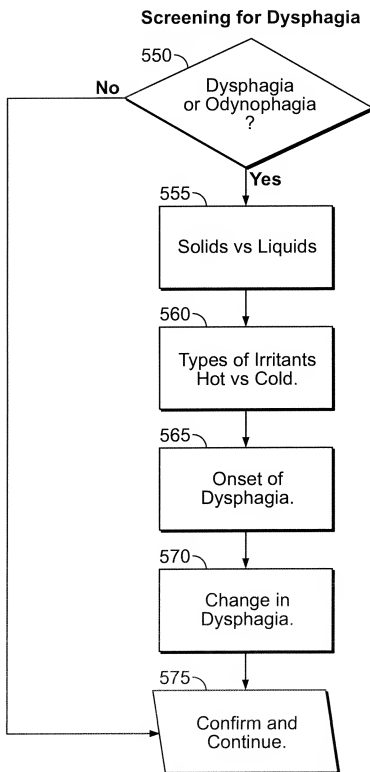 Screening for Dysphagia
550
Dysphagia
or Odynophagia
?
No
Yes
555
Solids vs Liquids
560
Types of Irritants
Hot vs Cold.
565
Onset of
Dysphagia.
570
Change in
Dysphagia.
575
Confirm and
Continue.